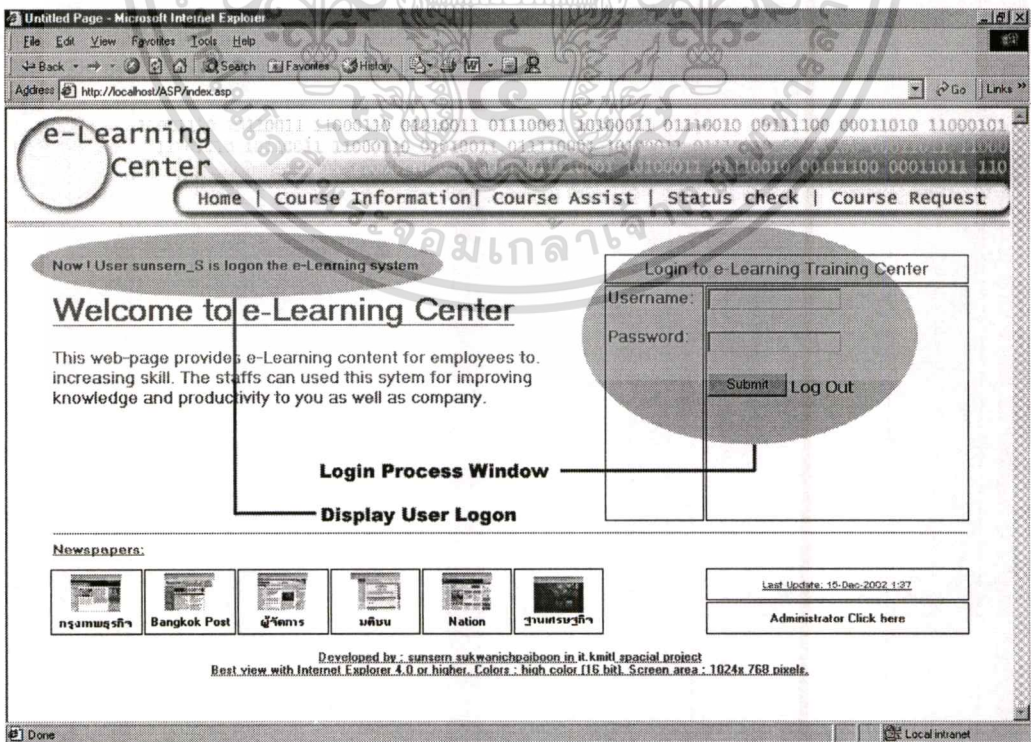 Untitled Page - Microsoft Internet Explorer
File Edit View Favorites Tools Help
Back Search Favorites History
Address http://localhost/ASP/index.asp Go Links »
e-Learning
Center
01010011 01110001 10100011 01110010 00111100 00011010 11000101
Home | Course Information| Course Assist | Status check | Course Request
Now ! User sunsern_S is logon the e-Learning system
Welcome to e-Learning Center
This web-page provides e-Learning content for employees to.
increasing skill. The staffs can used this sytem for improving
knowledge and productivity to you as well as company.
Login to e-Learning Training Center
Username:
Password:
Submit Log Out
Login Process Window
Display User Logon
Newspapers:
กรุงเทพธุรกิจ Bangkok Post ผู้จัดการ มติชน Nation ฐานเศรษฐกิจ
Last Update: 15-Dec-2002 1:37
Administrator Click here
Developed by : sunsern sukwanichpaiboon in it.kmitl spacial project
Best view with Internet Explorer 4.0 or higher. Colors : high color [16 bit]. Screen area : 1024x 768 pixels.
Done Local intranet